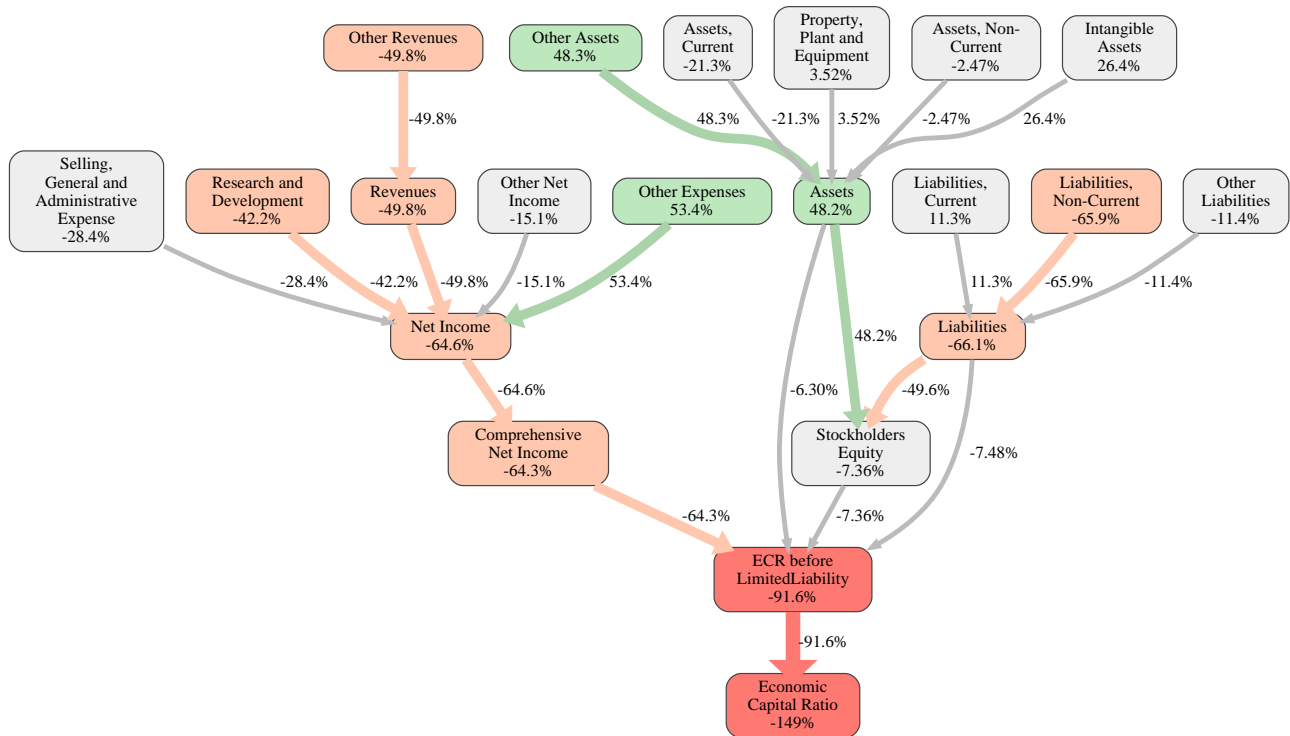 Other Revenues
-49.8%
Other Assets
48.3%
Assets,
Current
-21.3%
Property,
Plant and
Equipment
3.52%
Assets, Non-
Current
-2.47%
Intangible
Assets
26.4%
-49.8%
48.3%
-21.3%
3.52%
-2.47%
26.4%
Selling,
General and
Administrative
Expense
-28.4%
Research and
Development
-42.2%
Revenues
-49.8%
Other Net
Income
-15.1%
Other Expenses
53.4%
Assets
48.2%
Liabilities,
Current
11.3%
Liabilities,
Non-Current
-65.9%
Other
Liabilities
-11.4%
-28.4%
-42.2%
-49.8%
-15.1%
53.4%
11.3%
-65.9%
-11.4%
Net Income
-64.6%
48.2%
Liabilities
-66.1%
-64.6%
-6.30%
-49.6%
Comprehensive
Net Income
-64.3%
Stockholders
Equity
-7.36%
-7.48%
-64.3%
-7.36%
ECR before
LimitedLiability
-91.6%
-91.6%
Economic
Capital Ratio
-149%